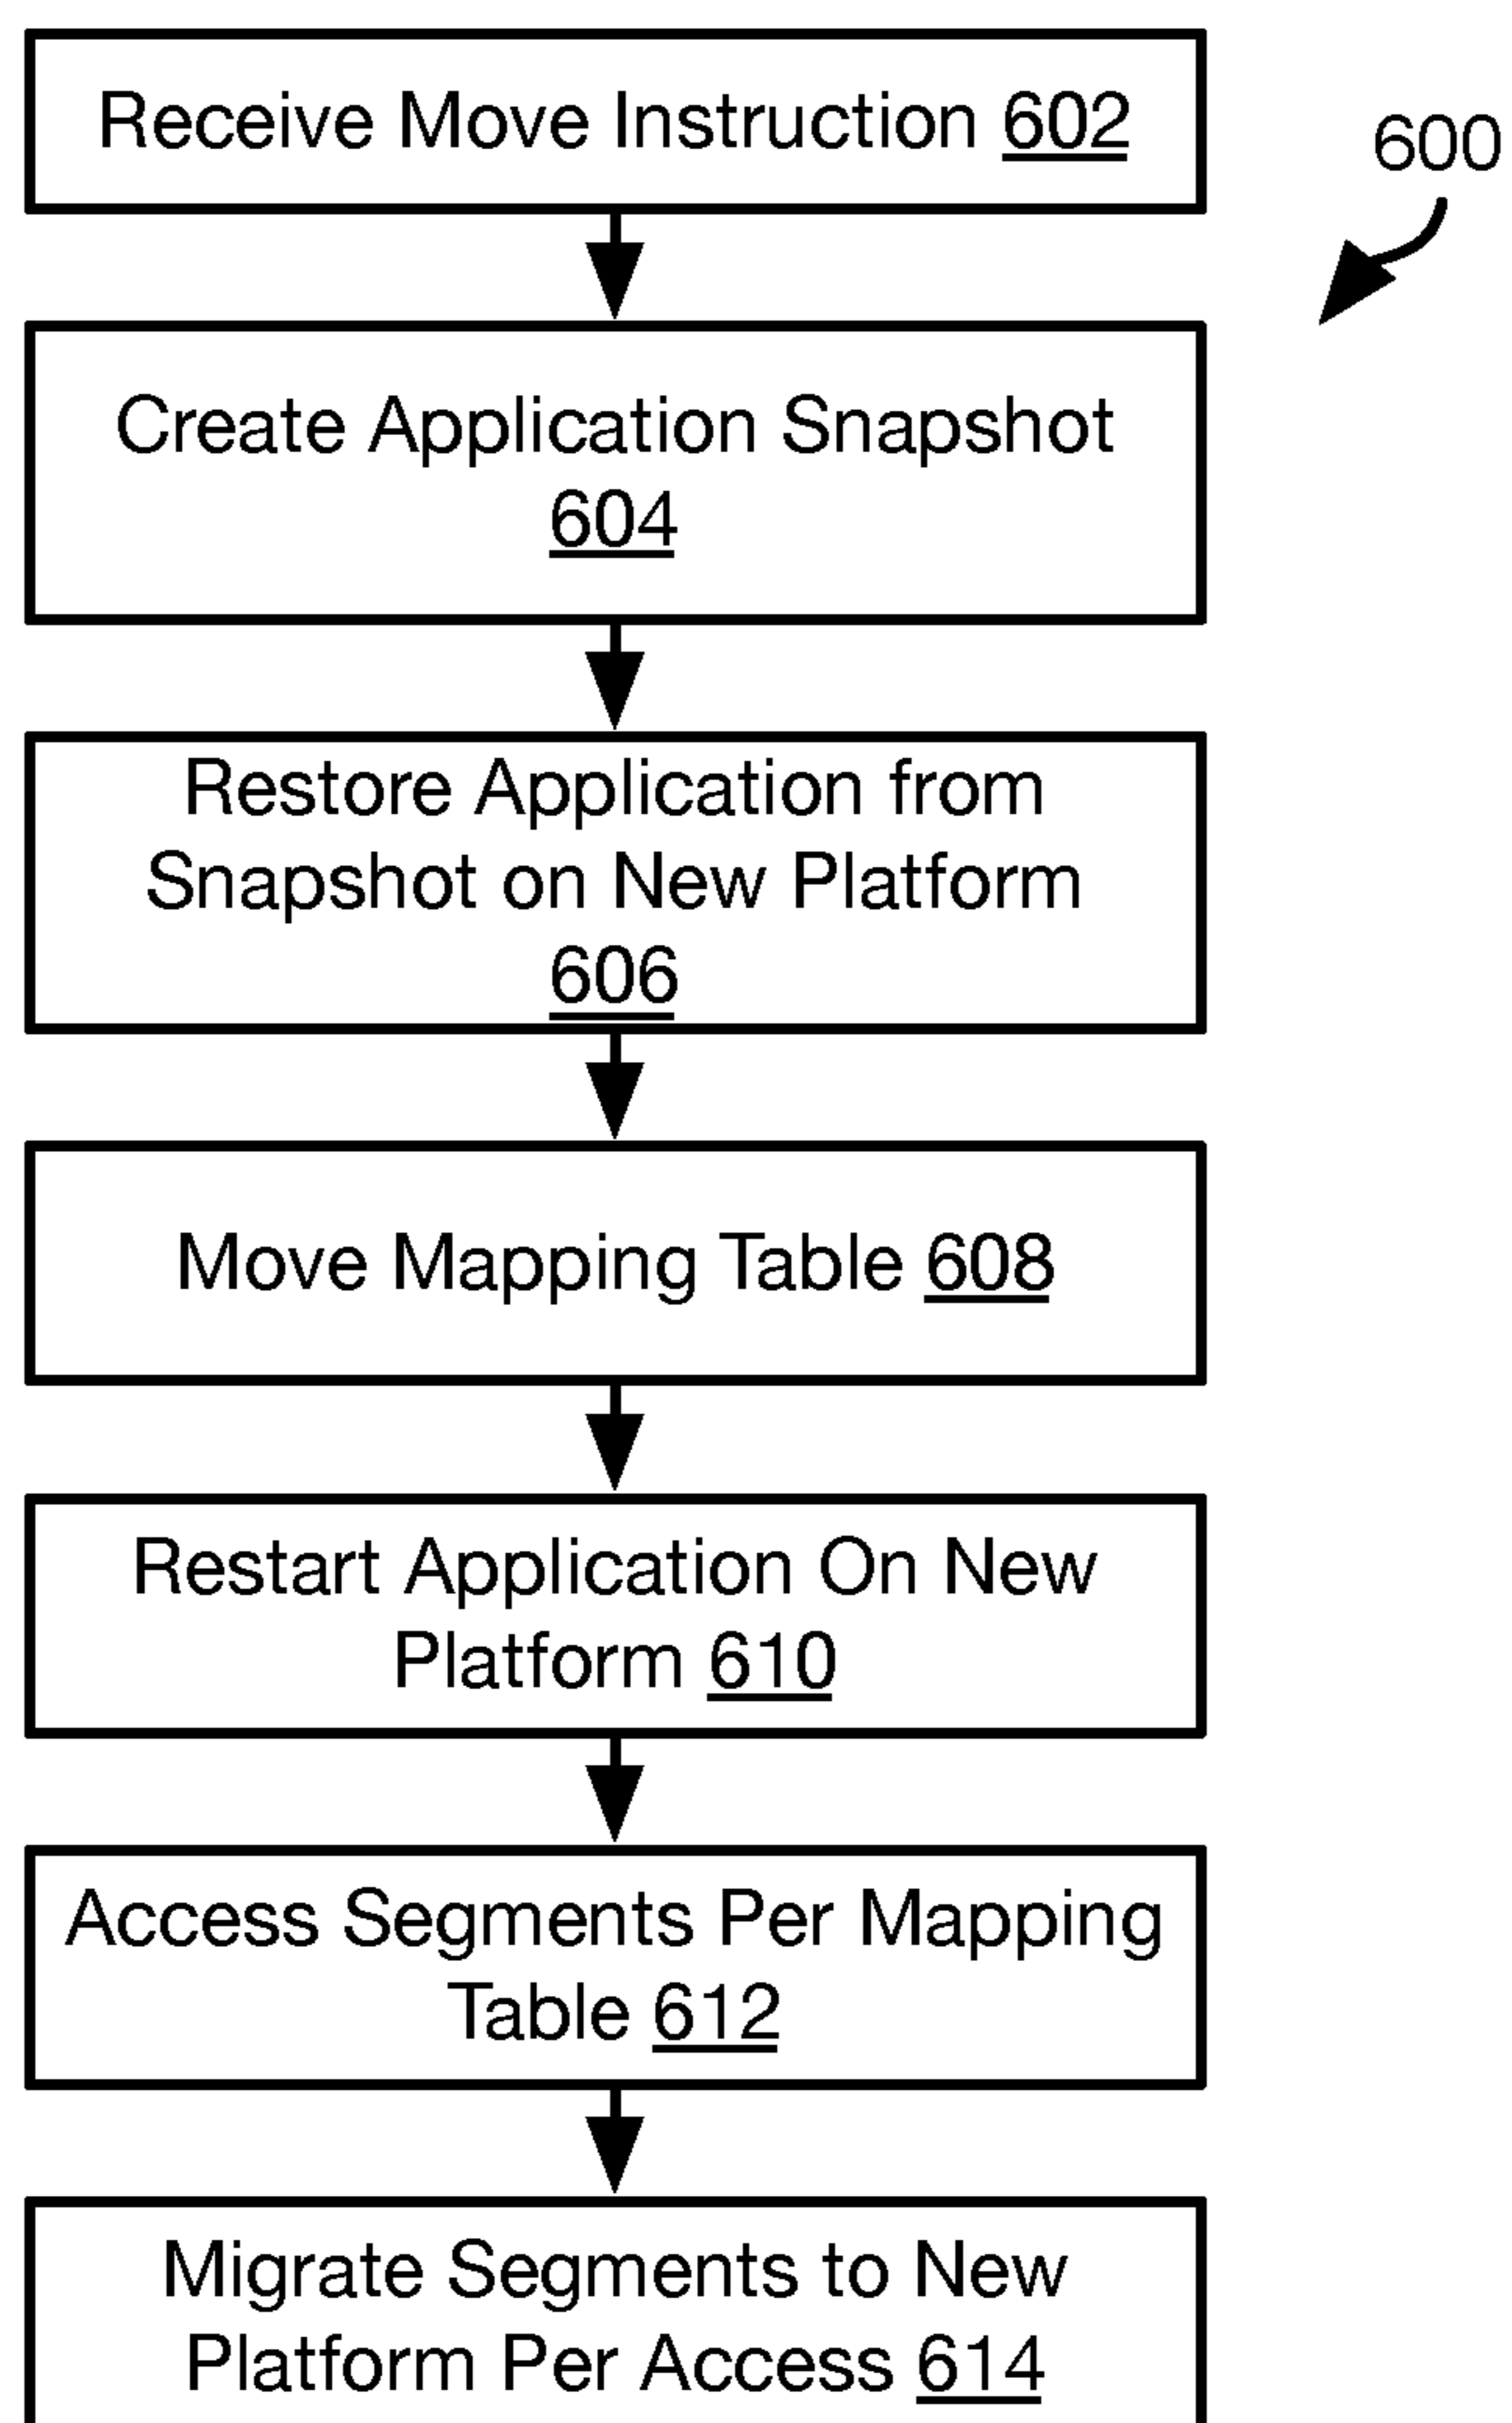 Receive Move Instruction 602
600
Create Application Snapshot
604
Restore Application from
Snapshot on New Platform
606
Move Mapping Table 608
Restart Application On New
Platform 610
Access Segments Per Mapping
Table 612
Migrate Segments to New
Platform Per Access 614